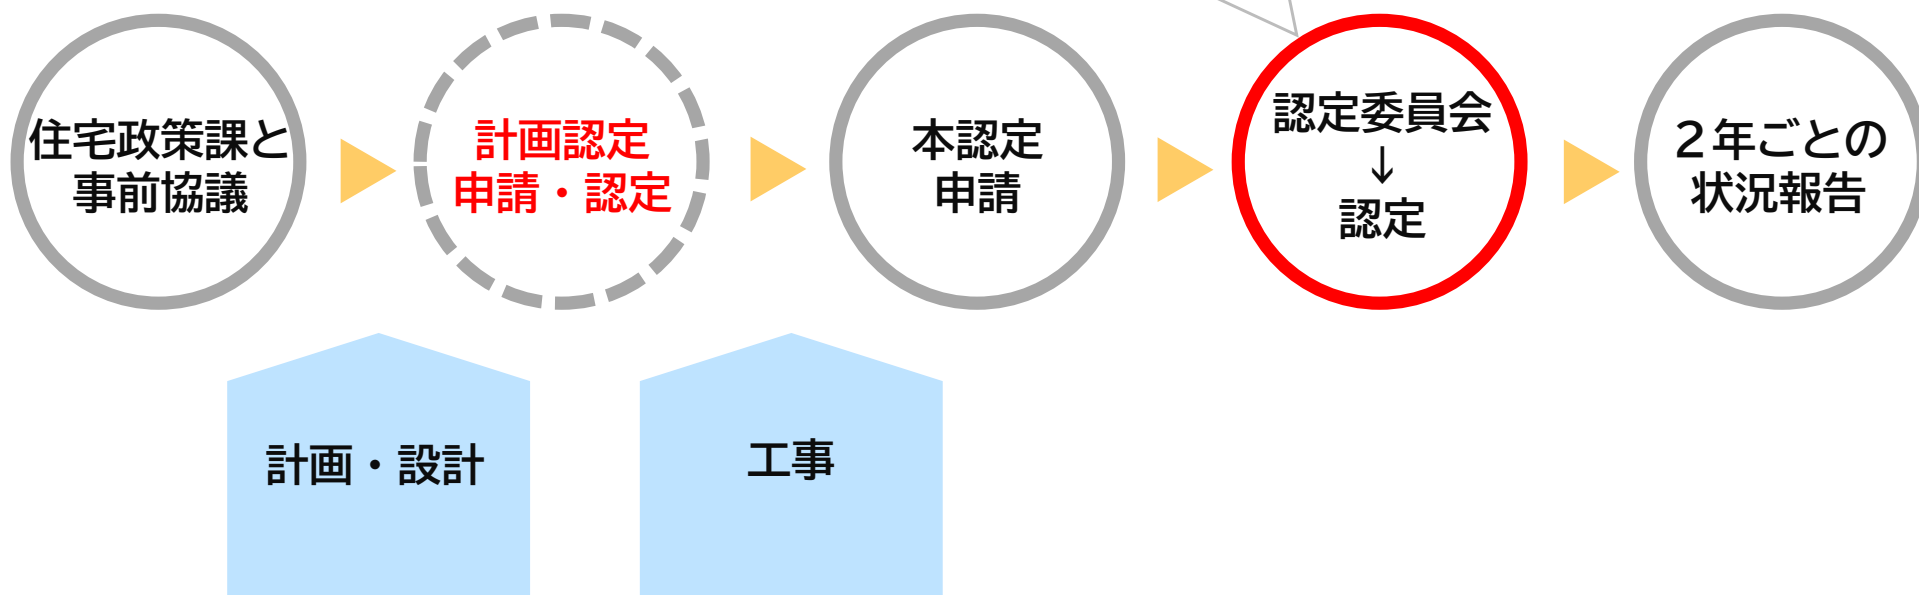 住宅政策課と
事前協議
計画認定
申請・認定
本認定
申請
認定委員会
↓
認定
２年ごとの
状況報告
計画・設計
工事